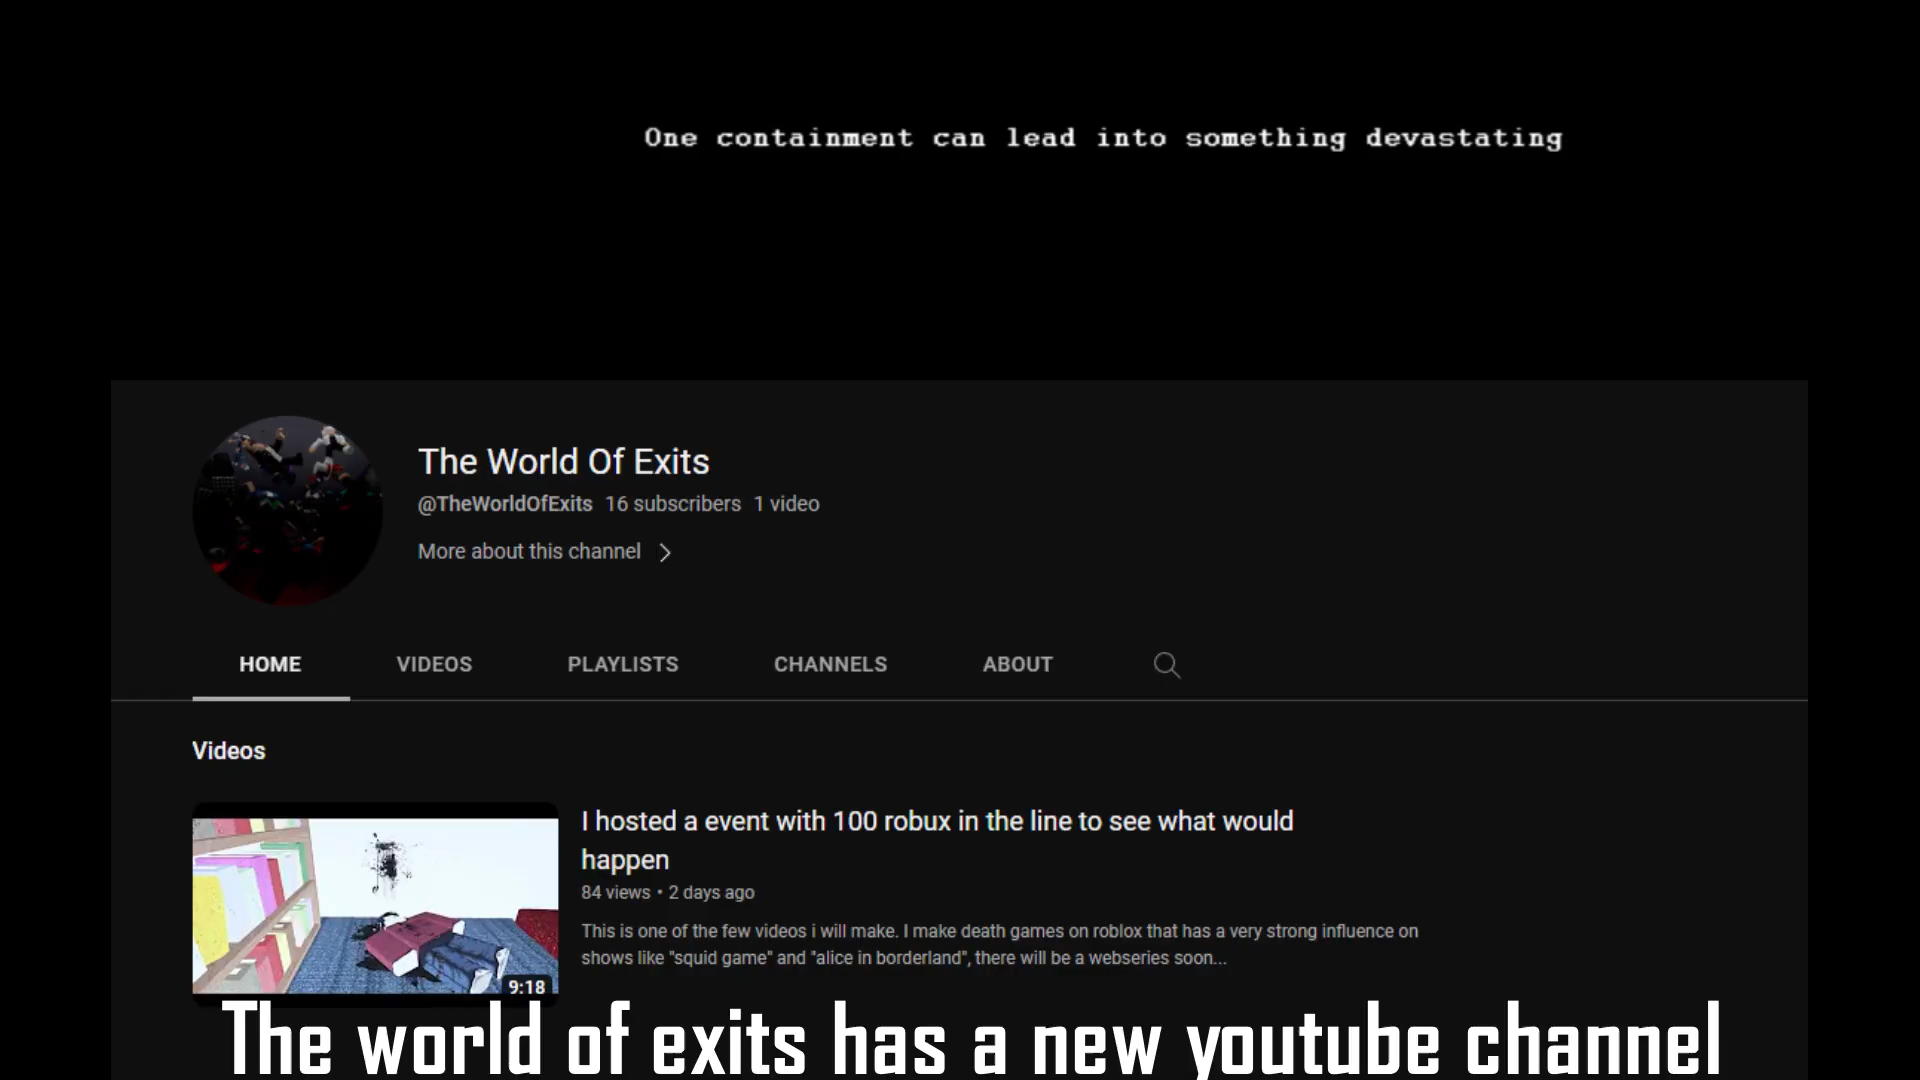 One containment can lead into something devastating
The World Of Exits
@TheWorldOfExits 16 subscribers 1 video
More about this channel
HOME VIDEOS PLAYLISTS CHANNELS ABOUT
Videos
I hosted a event with 100 robux in the line to see what would
happen
84 views • 2 days ago
This is one of the few videos i will make. I make death games on roblox that has a very strong influence on
shows like "squid game" and "alice in borderland", there will be a webseries soon...
9:18
The world of exits has a new youtube channel